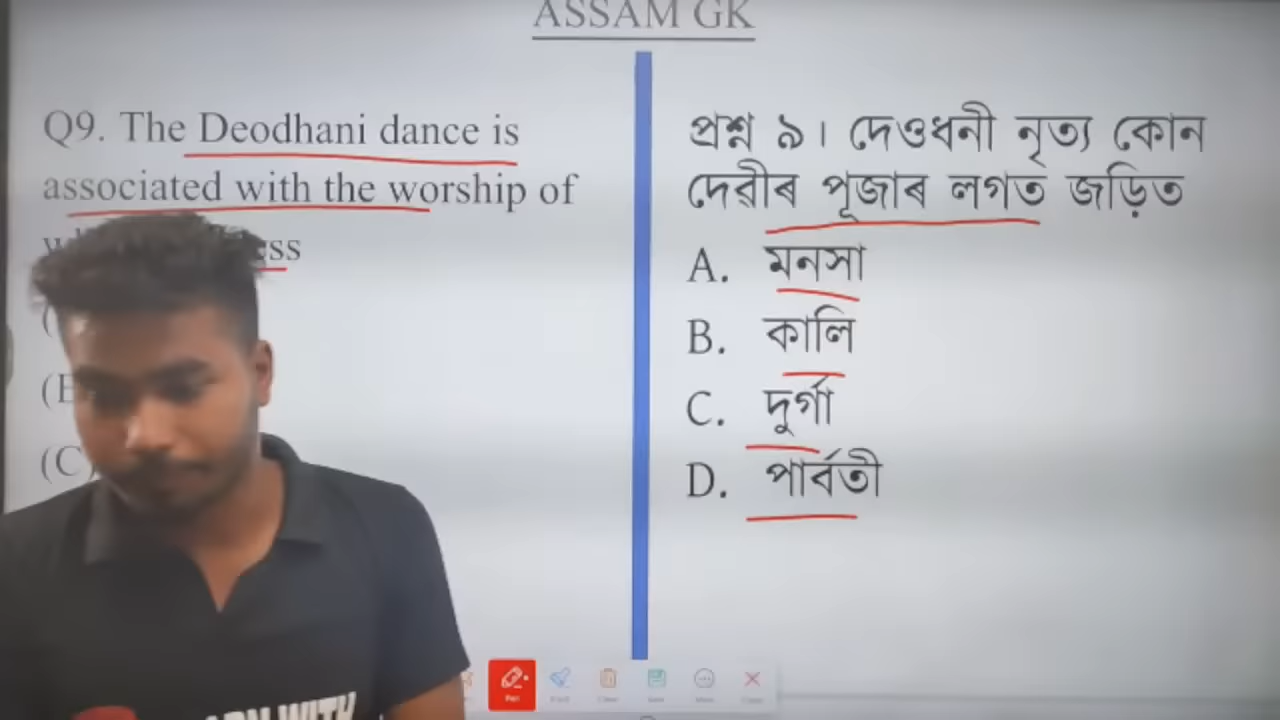 ASSAM GK
Q9. The Deodhani dance is
associated with the worship of
(C)
প্ৰশ্ন ৯। দেওধনী নৃত্য কোন
দেৱীৰ পূজাৰ লগত জড়িত
A. মনসা
B. কালি
C. দুৰ্গা
D. পাৰ্বতী
WITH